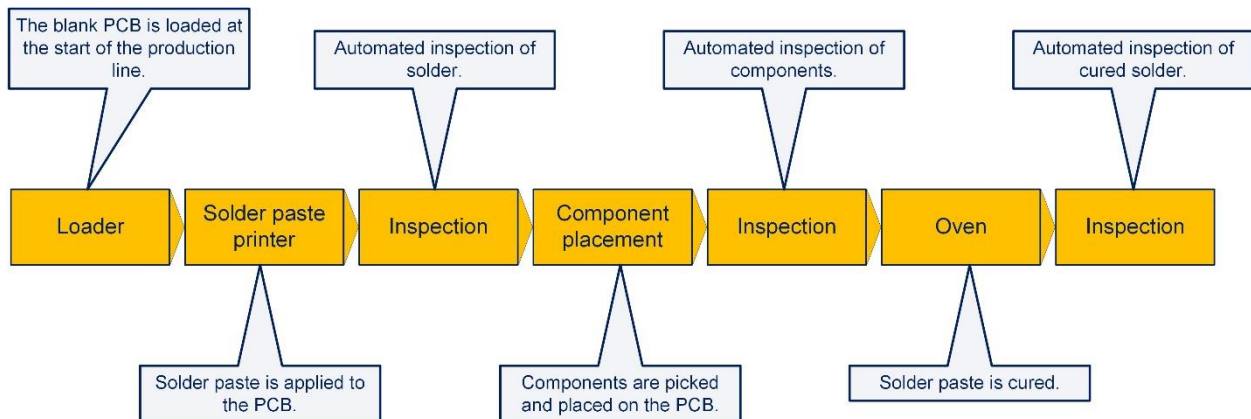 The blank PCB is loaded at
the start of the production
line.
Automated inspection of
solder.
Automated inspection of
components.
Automated inspection of
cured solder.
Loader
Solder paste
printer
Inspection
Component
placement
Inspection
Oven
Inspection
Solder paste is applied to
the PCB.
Components are picked
and placed on the PCB.
Solder paste is cured.